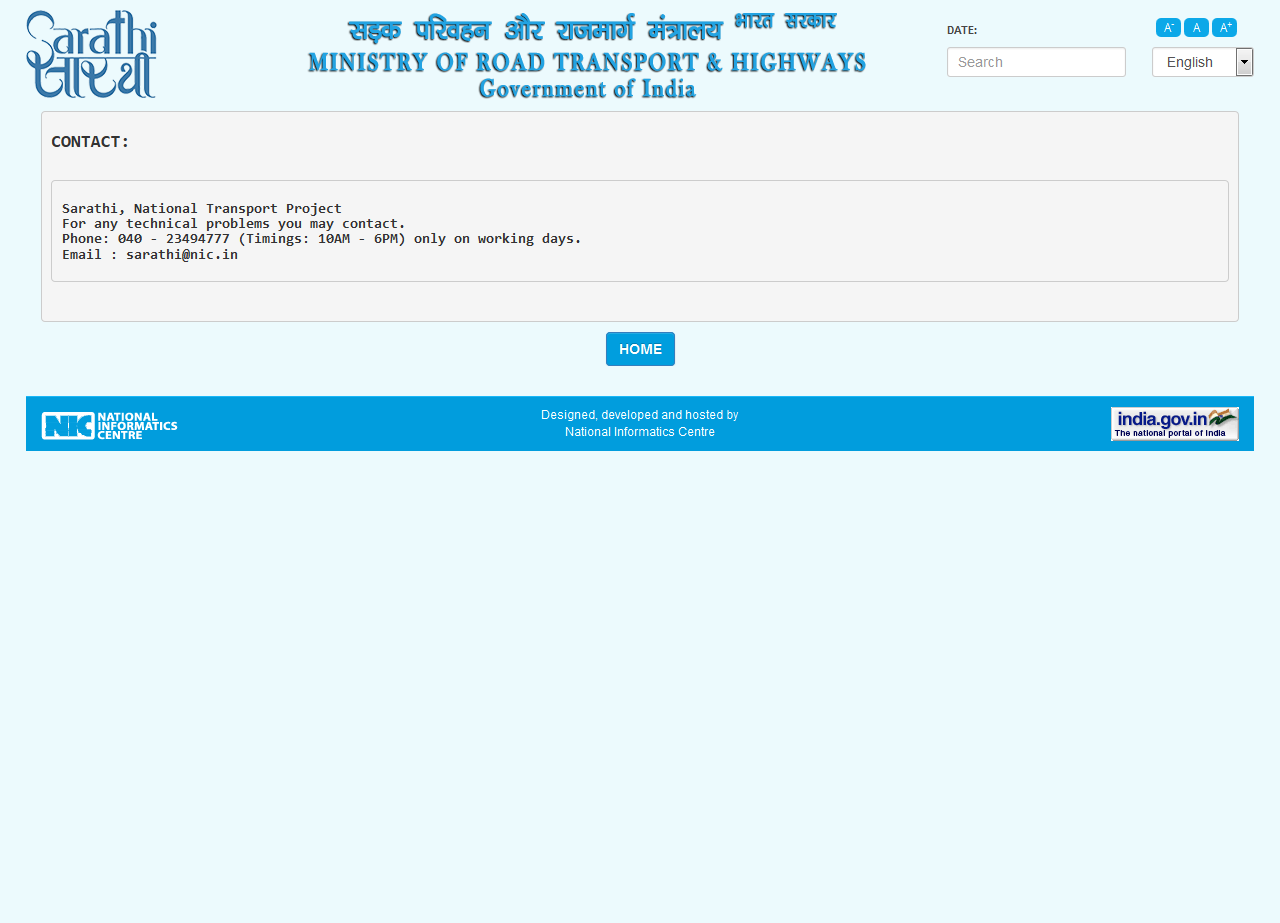 Sarathi
सारथी
सड़क परिवहन और राजमार्ग मंत्रालय भारत सरकार
MINISTRY OF ROAD TRANSPORT & HIGHWAYS
Government of India
DATE:
A- A A+
Search
English
CONTACT:
Sarathi, National Transport Project
For any technical problems you may contact.
Phone: 040 - 23494777 (Timings: 10AM - 6PM) only on working days.
Email : sarathi@nic.in
HOME
NIC NATIONAL
INFORMATICS
CENTRE
Designed, developed and hosted by
National Informatics Centre
india.gov.in
The national portal of India